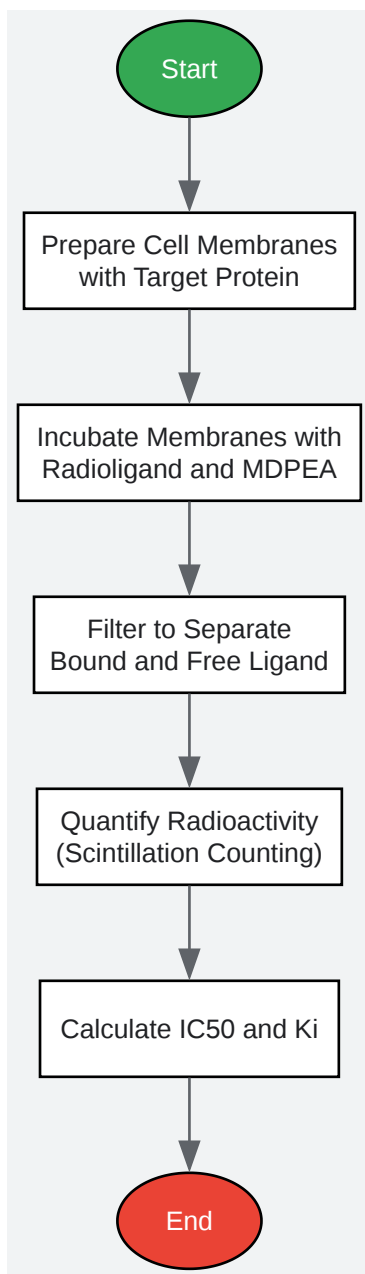 Start
Prepare Cell Membranes
with Target Protein
Incubate Membranes with
Radioligand and MDPEA
Filter to Separate
Bound and Free Ligand
Quantify Radioactivity
(Scintillation Counting)
Calculate IC50 and Ki
End